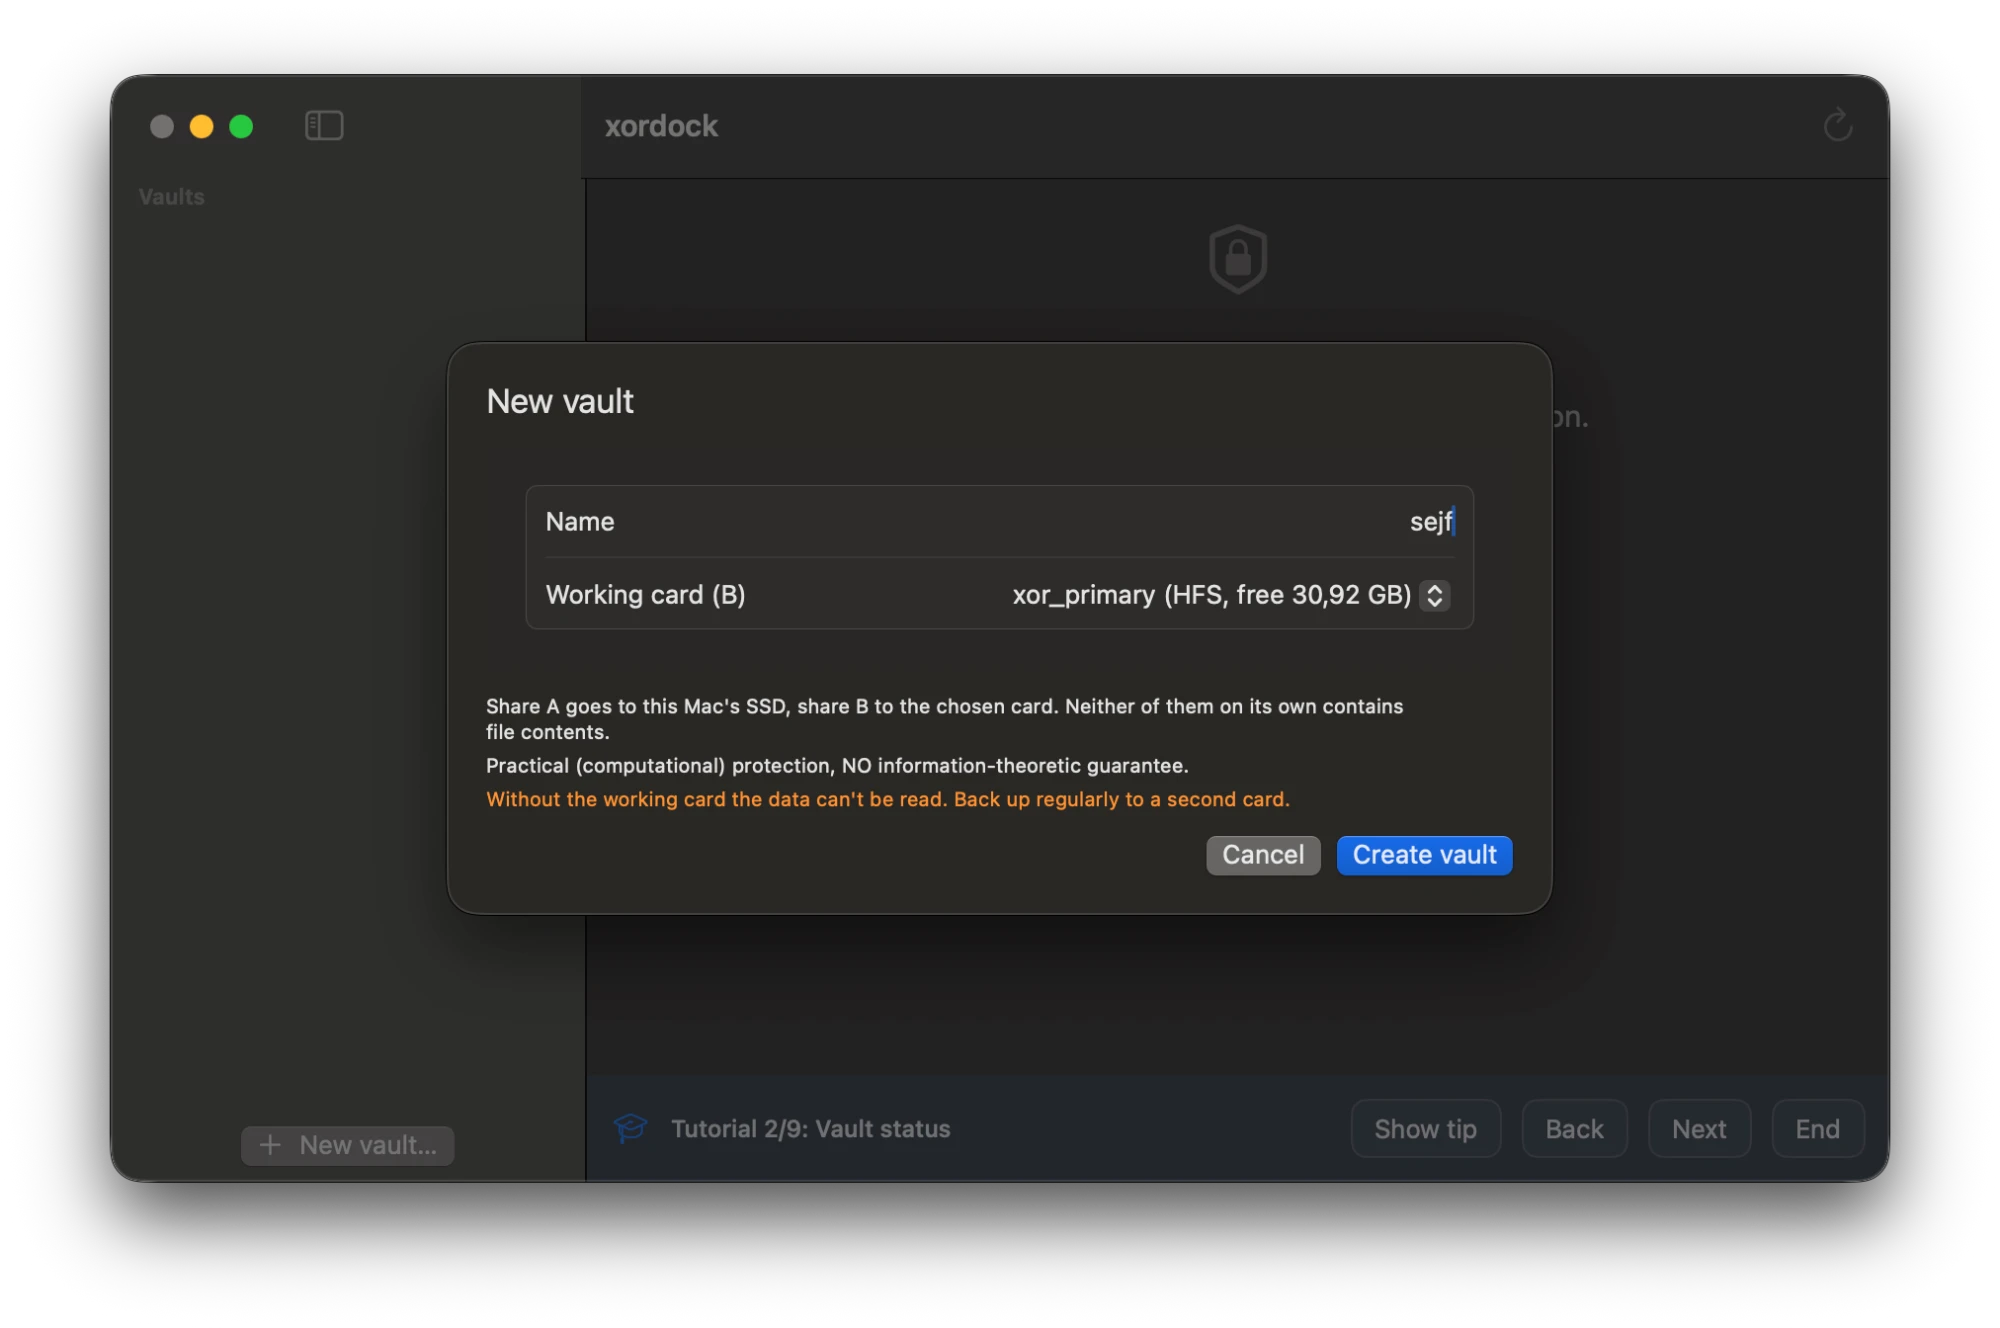 xordock
Vaults
on.
New vault
Name sejf
Working card (B) xor_primary (HFS, free 30,92 GB)
Share A goes to this Mac's SSD, share B to the chosen card. Neither of them on its own contains
file contents.
Practical (computational) protection, NO information-theoretic guarantee.
Without the working card the data can't be read. Back up regularly to a second card.
Cancel Create vault
+ New vault...
Tutorial 2/9: Vault status Show tip Back Next End